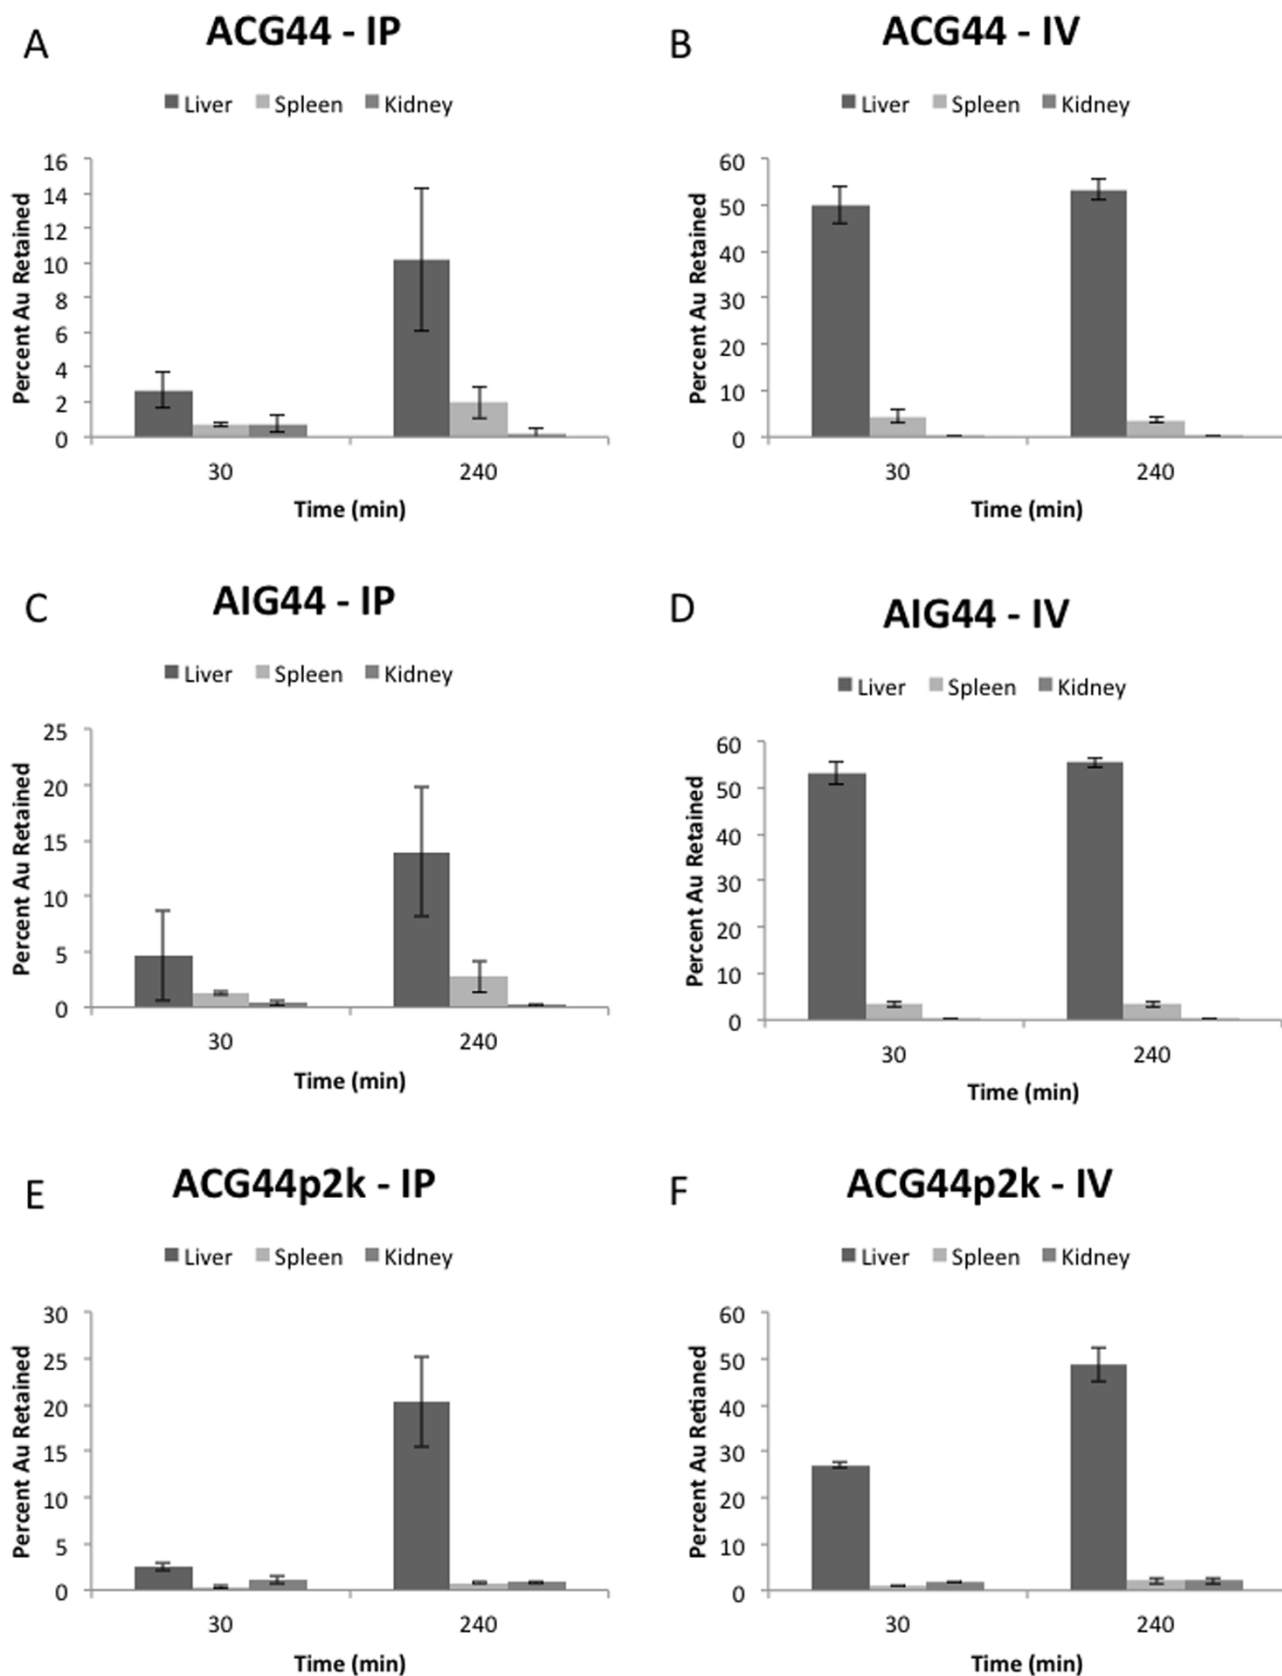 A
ACG44 - IP
Liver Spleen Kidney
Percent Au Retained
16
14
12
10
8
6
4
2
0
30 240
Time (min)
B
ACG44 - IV
Liver Spleen Kidney
Percent Au Retained
60
50
40
30
20
10
0
30 240
Time (min)
C
AIG44 - IP
Liver Spleen Kidney
Percent Au Retained
25
20
15
10
5
0
30 240
Time (min)
D
AIG44 - IV
Liver Spleen Kidney
Percent Au Retained
60
50
40
30
20
10
0
30 240
Time (min)
E
ACG44p2k - IP
Liver Spleen Kidney
Percent Au Retained
30
25
20
15
10
5
0
30 240
Time (min)
F
ACG44p2k - IV
Liver Spleen Kidney
Percent Au Retianed
60
50
40
30
20
10
0
30 240
Time (min)